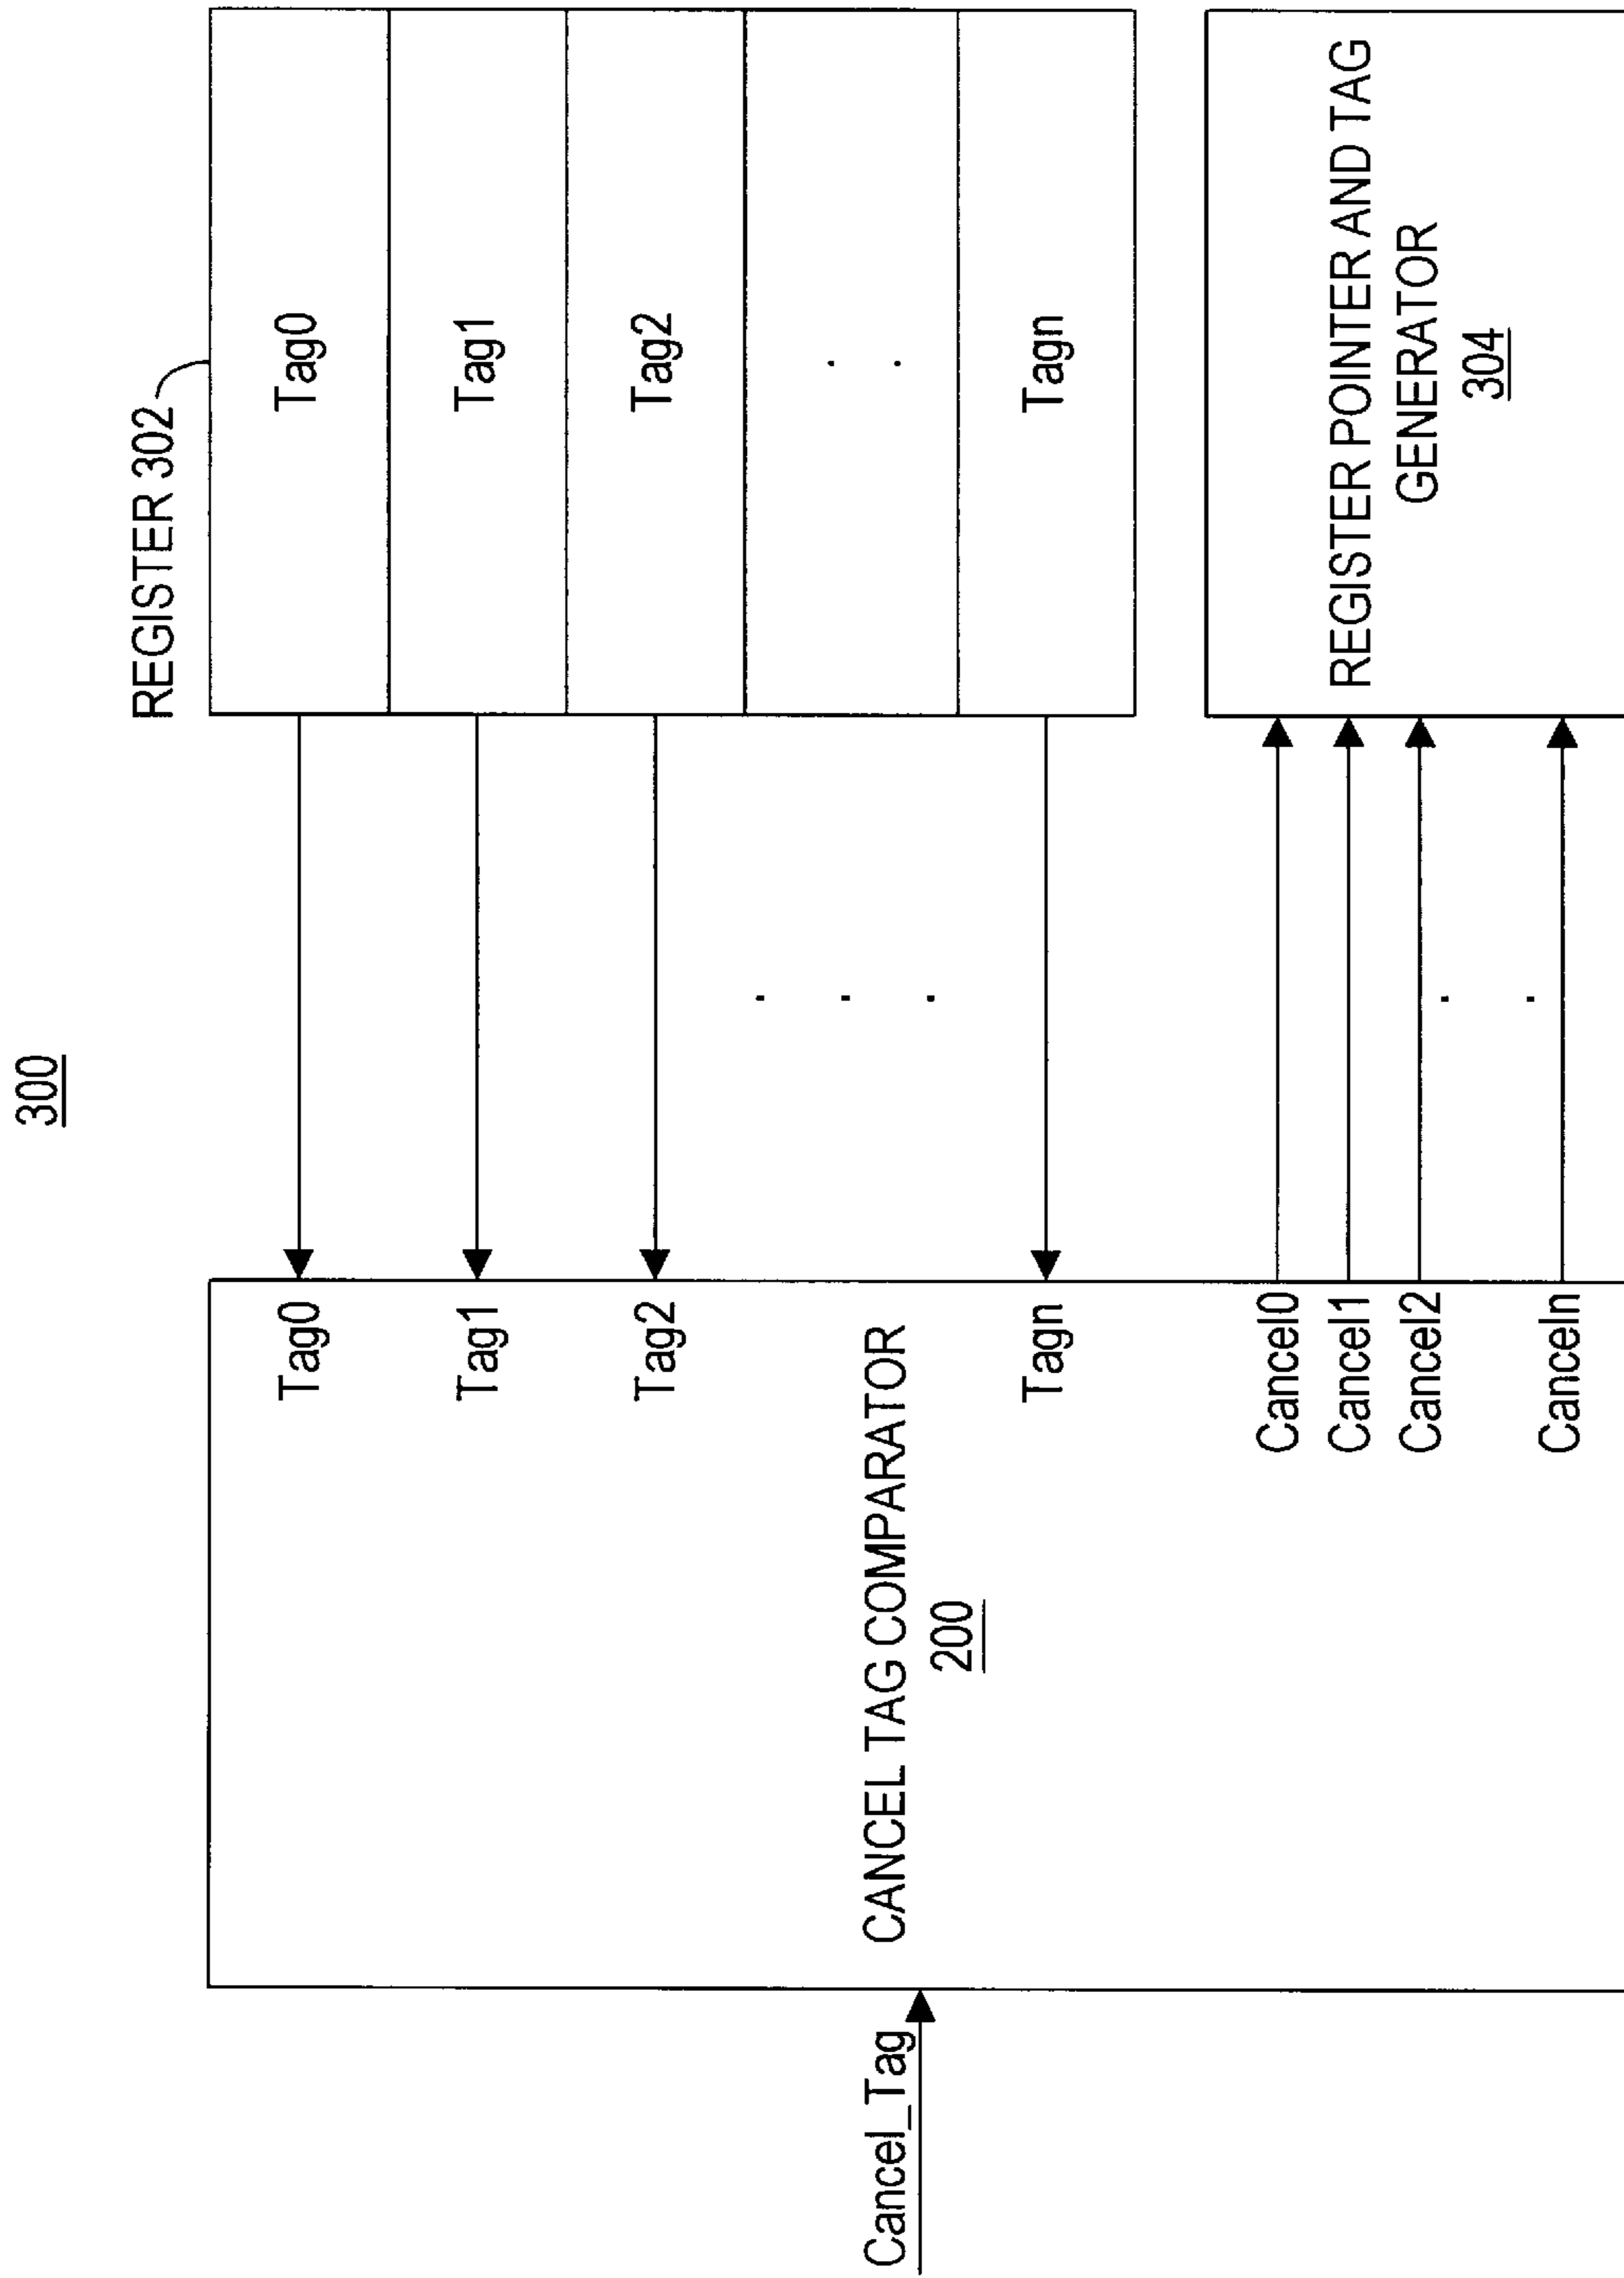 300
REGISTER 302
Tag0
Tag1
Tag2
Tagn
Tag0
Tag1
Tag2
Tagn
CANCEL TAG COMPARATOR
200
Cancel_Tag
Cancel0
Cancel1
Cancel2
Canceln
REGISTER POINTER AND TAG
GENERATOR
304